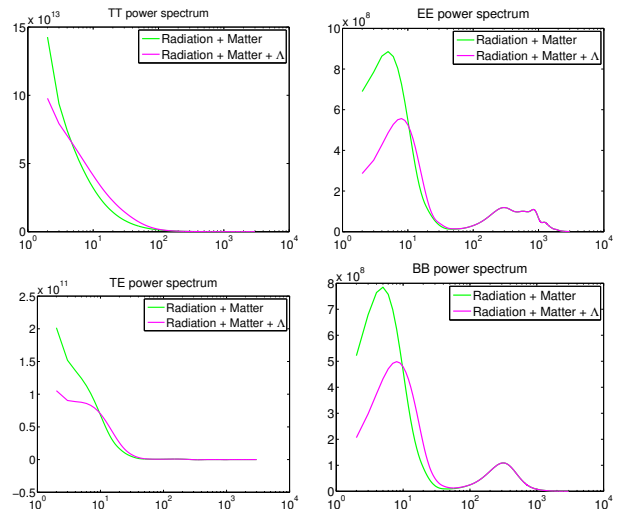 TT power spectrum
x 10^13
15
10
5
0
10^0 10^1 10^2 10^3 10^4
Radiation + Matter
Radiation + Matter + Λ
EE power spectrum
x 10^8
10
8
6
4
2
0
10^0 10^1 10^2 10^3 10^4
Radiation + Matter
Radiation + Matter + Λ
TE power spectrum
x 10^11
2.5
2
1.5
1
0.5
0
−0.5
10^0 10^1 10^2 10^3 10^4
Radiation + Matter
Radiation + Matter + Λ
BB power spectrum
x 10^8
8
7
6
5
4
3
2
1
0
10^0 10^1 10^2 10^3 10^4
Radiation + Matter
Radiation + Matter + Λ